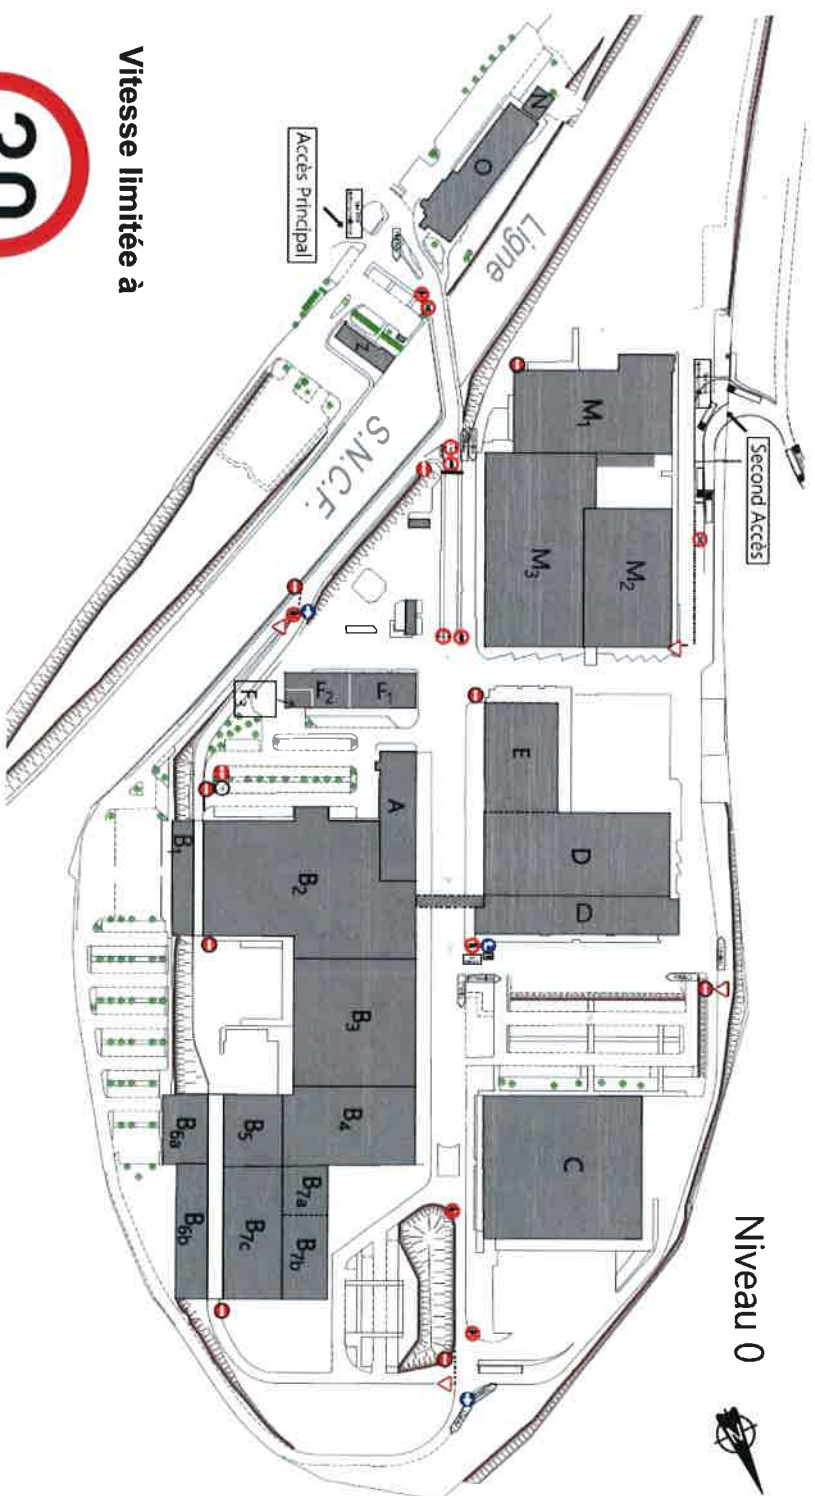 Niveau 0
Second Accès
Accès Principal
Ligne
S.N.C.F.
Vitesse limitée à
N
O
Z
M1
M2
M3
E
D
D
C
F1
F2
F3
A
B1
B2
B3
B4
B5
B6a
B6b
B7a
B7b
B7c